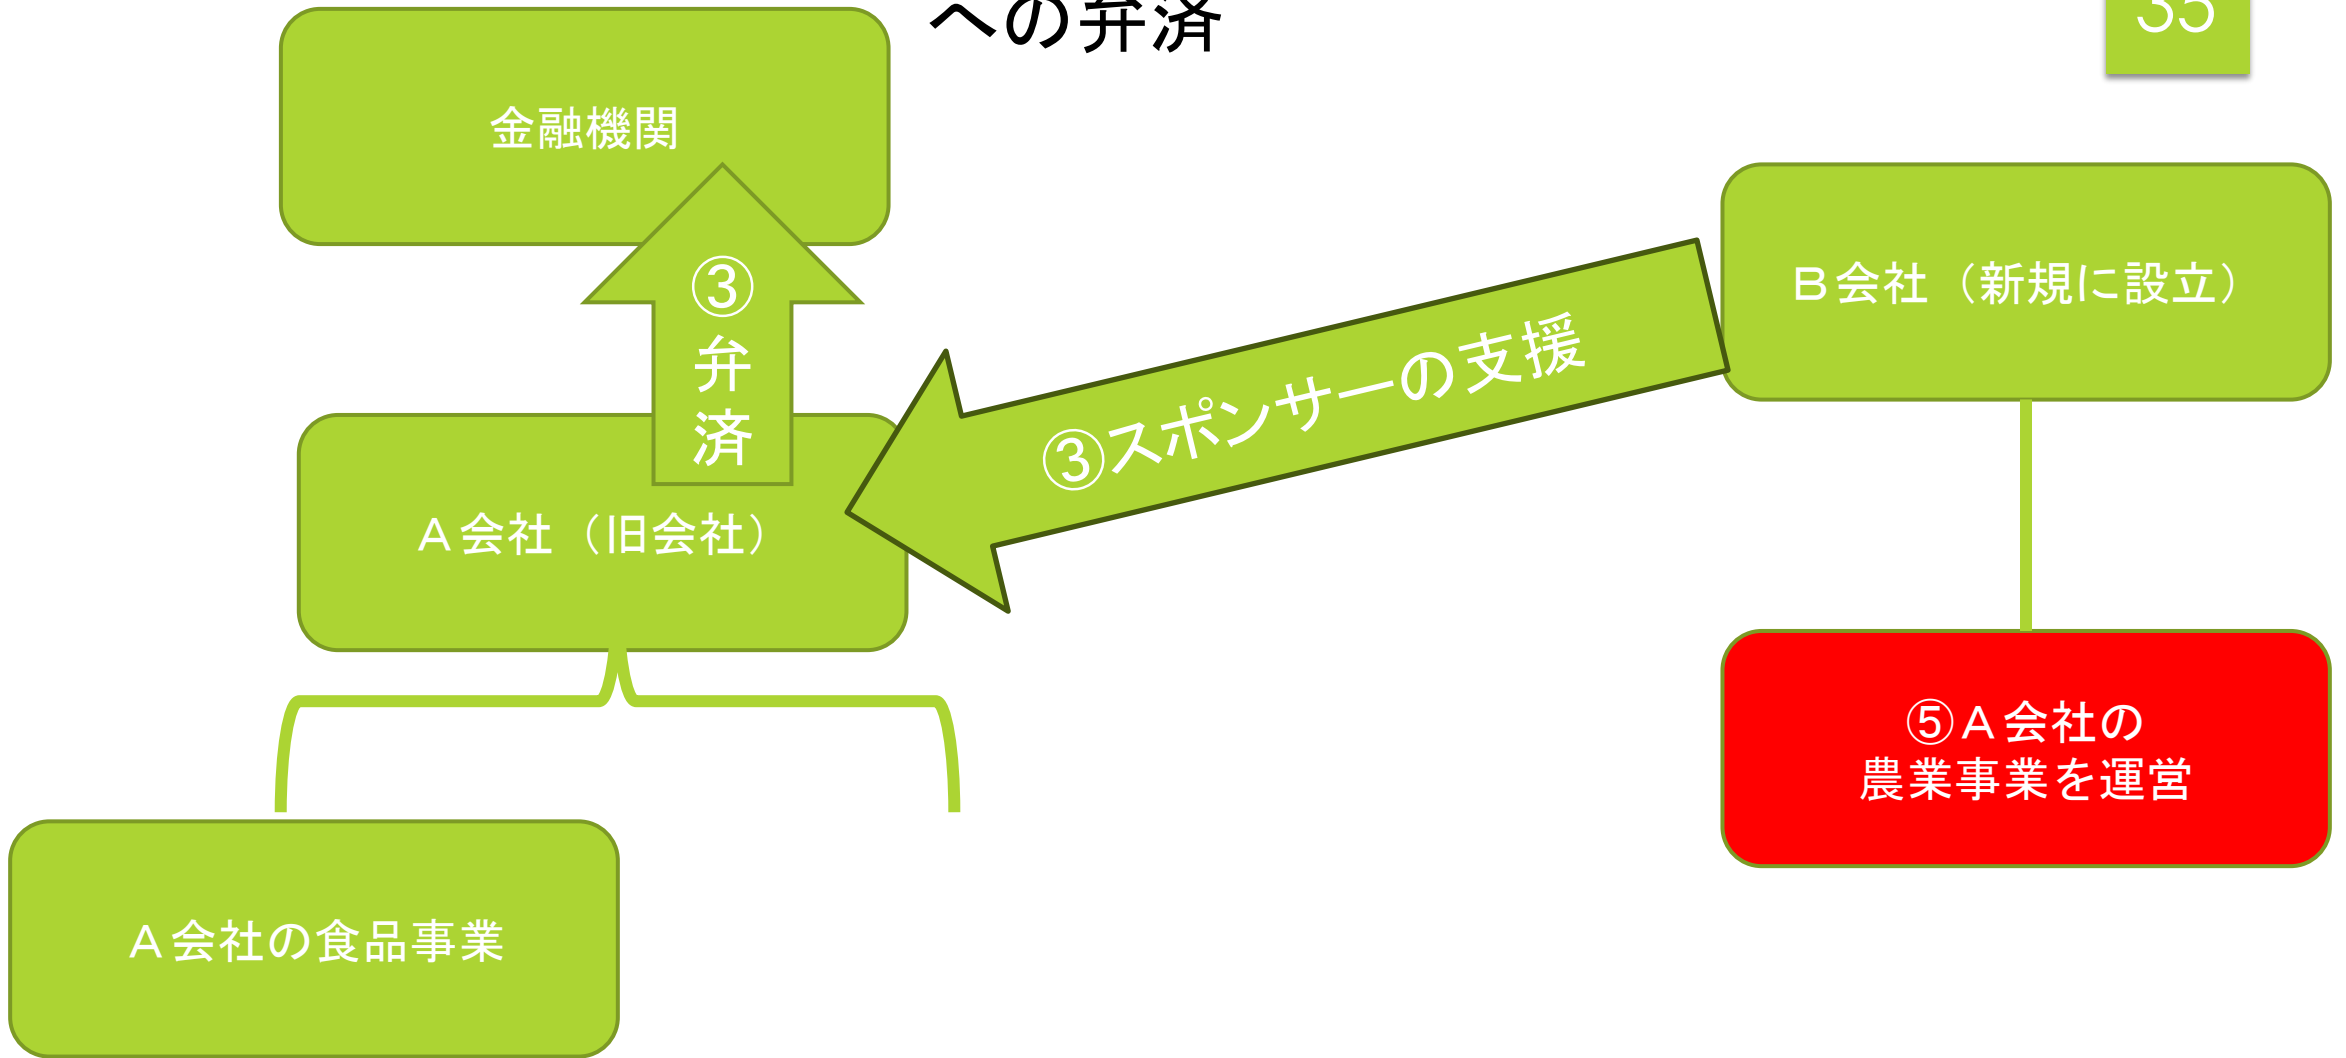 への弁済
35
金融機関
③
弁
済
B会社（新規に設立）
③スポンサーの支援
A会社（旧会社）
⑤A会社の
農業事業を運営
A会社の食品事業